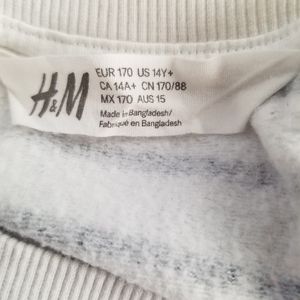 H&M
EUR 170 US 14Y+
CA 14A+ CN 170/88
MX 170 AUS 15
Made in Bangladesh/
Fabriqué en Bangladesh